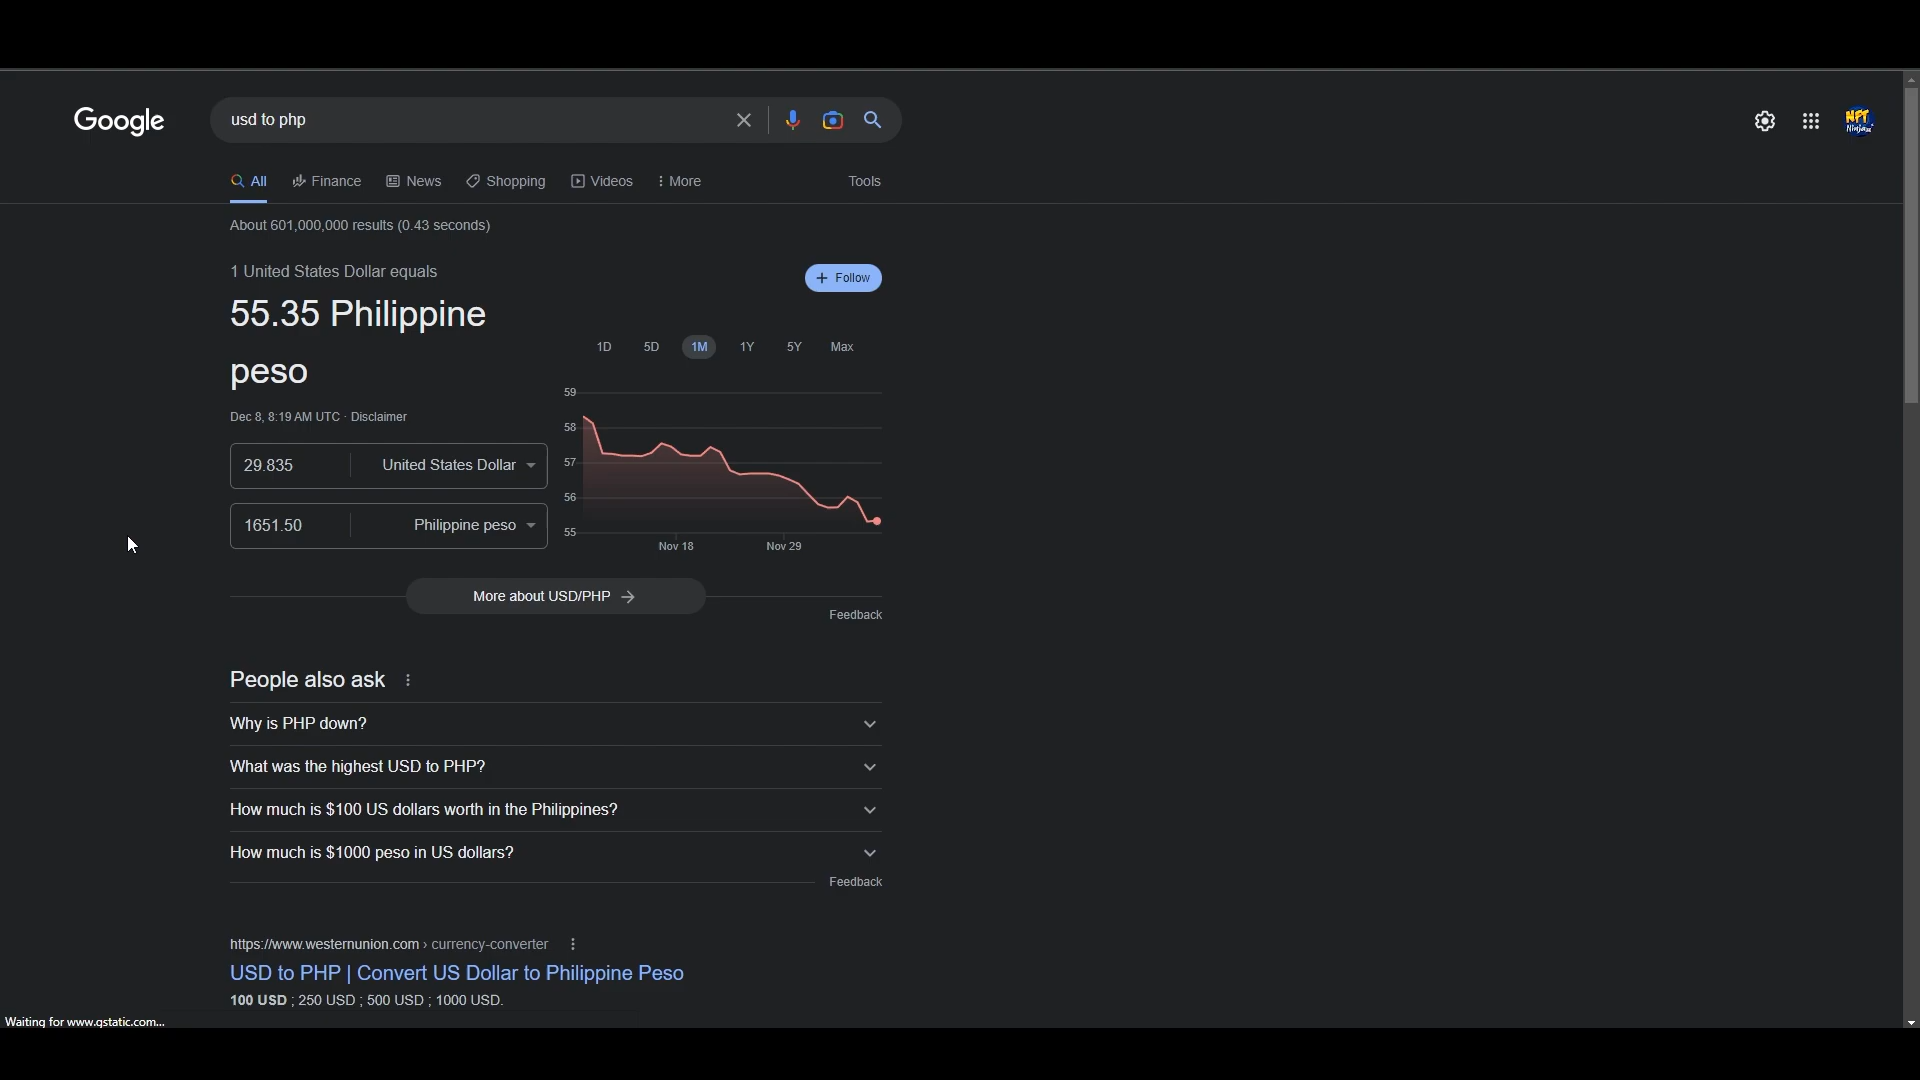 Google
usd to php
NFT
Ninjaz
All
Finance
News
Shopping
Videos
More
Tools
About 601,000,000 results (0.43 seconds)
1 United States Dollar equals
55.35 Philippine
peso
Dec 8, 8:19 AM UTC · Disclaimer
29.835 United States Dollar
1651.50 Philippine peso
+ Follow
1D 5D 1M 1Y 5Y Max
59
58
57
56
55
Nov 18 Nov 29
More about USD/PHP →
Feedback
People also ask
Why is PHP down?
What was the highest USD to PHP?
How much is $100 US dollars worth in the Philippines?
How much is $1000 peso in US dollars?
Feedback
https://www.westernunion.com › currency-converter
USD to PHP | Convert US Dollar to Philippine Peso
100 USD ; 250 USD ; 500 USD ; 1000 USD.
Waiting for www.gstatic.com...